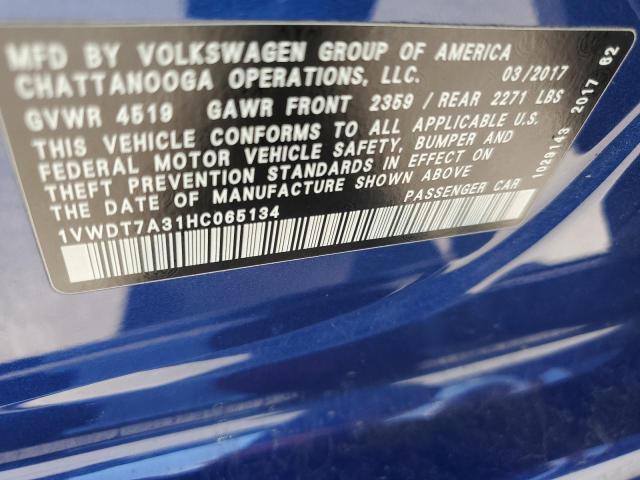 MFD BY VOLKSWAGEN GROUP OF AMERICA
CHATTANOOGA OPERATIONS, LLC. 03/2017
GVWR 4519 GAWR FRONT 2359 / REAR 2271 LBS
THIS VEHICLE CONFORMS TO ALL APPLICABLE U.S.
FEDERAL MOTOR VEHICLE SAFETY, BUMPER AND
THEFT PREVENTION STANDARDS IN EFFECT ON
THE DATE OF MANUFACTURE SHOWN ABOVE
1VWDT7A31HC065134 PASSENGER CAR
1029143 2017 62